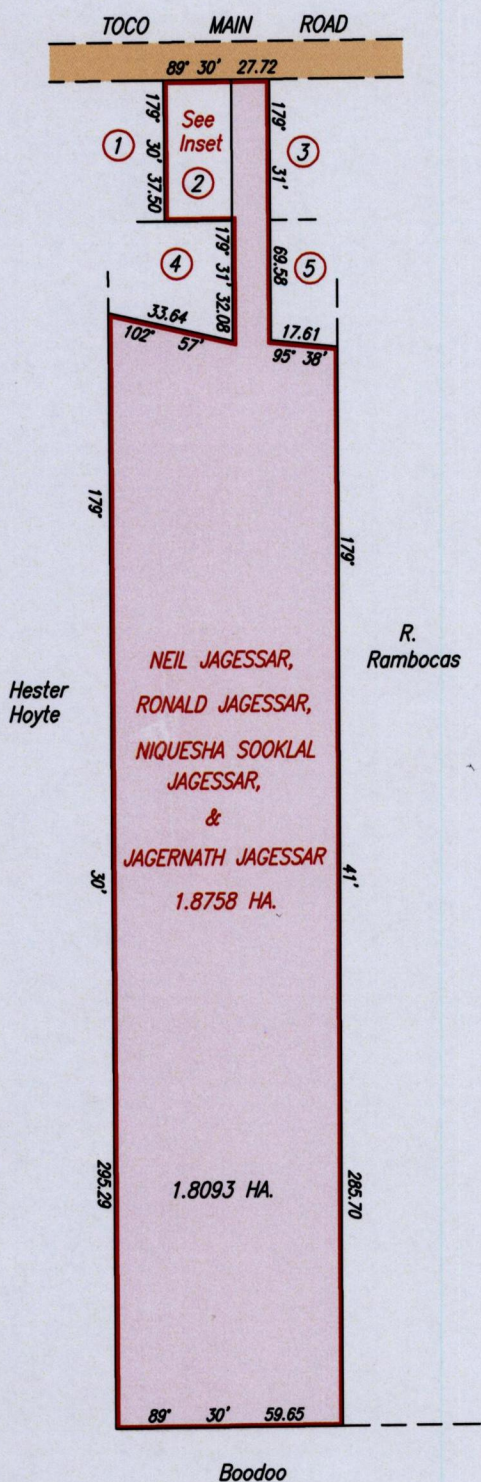 TOCO MAIN ROAD
89° 30' 27.72
179° 30' 37.50
1
See
Inset
2
179° 31'
3
4
179° 31' 32.08
69.58
5
33.64
102° 57'
17.61
95° 38'
179°
179°
R.
Rambocas
Hester
Hoyte
NEIL JAGESSAR,
RONALD JAGESSAR,
NIQUESHA SOOKLAL
JAGESSAR,
&
JAGERNATH JAGESSAR
1.8758 HA.
30'
41'
295.29
1.8093 HA.
285.70
89° 30' 59.65
Boodoo